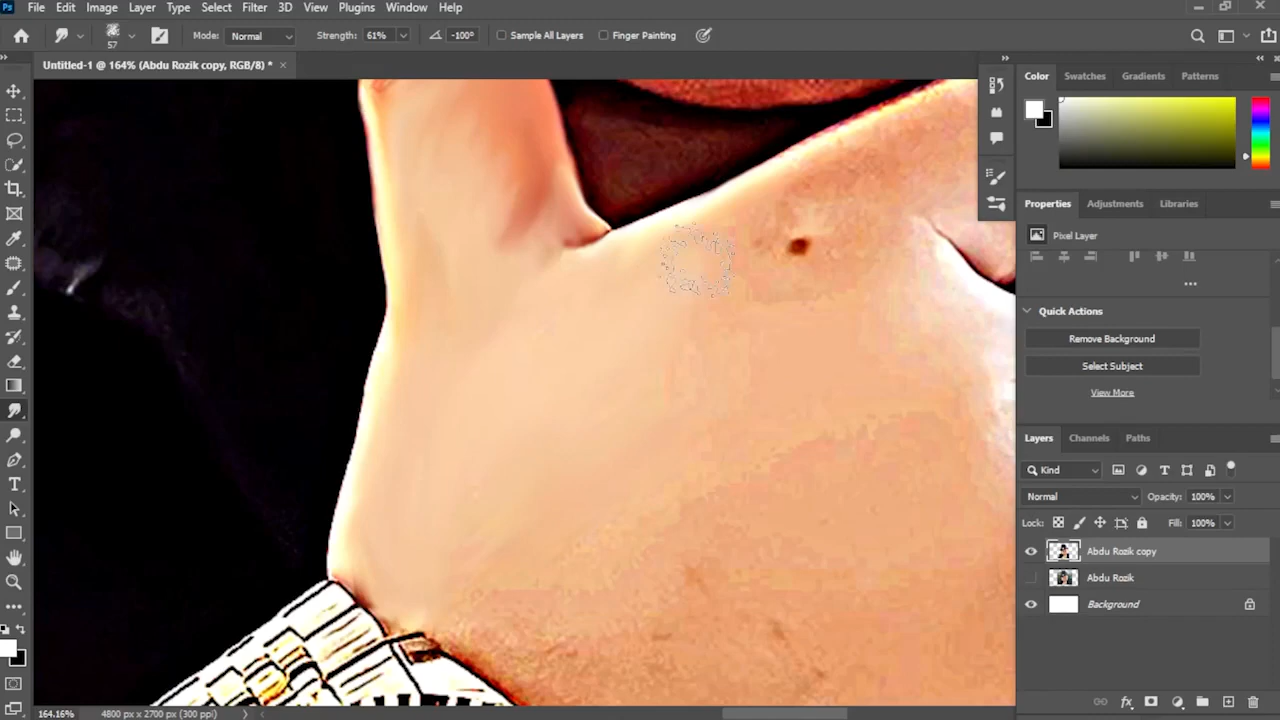 File Edit Image Layer Type Select Filter 3D View Plugins Window Help
57 Mode: Normal Strength: 61% -100° Sample All Layers Finger Painting
Untitled-1 @ 164% (Abdu Rozik copy, RGB/8) *
Color Swatches Gradients Patterns
Properties Adjustments Libraries
Pixel Layer
Quick Actions
Remove Background
Select Subject
View More
Layers Channels Paths
Kind
Normal Opacity: 100%
Lock: Fill: 100%
Abdu Rozik copy
Abdu Rozik
Background
164.16% 4800 px x 2700 px (300 ppi)